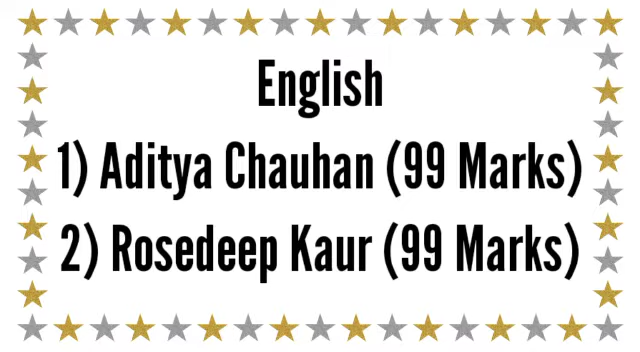 English
1) Aditya Chauhan (99 Marks)
2) Rosedeep Kaur (99 Marks)